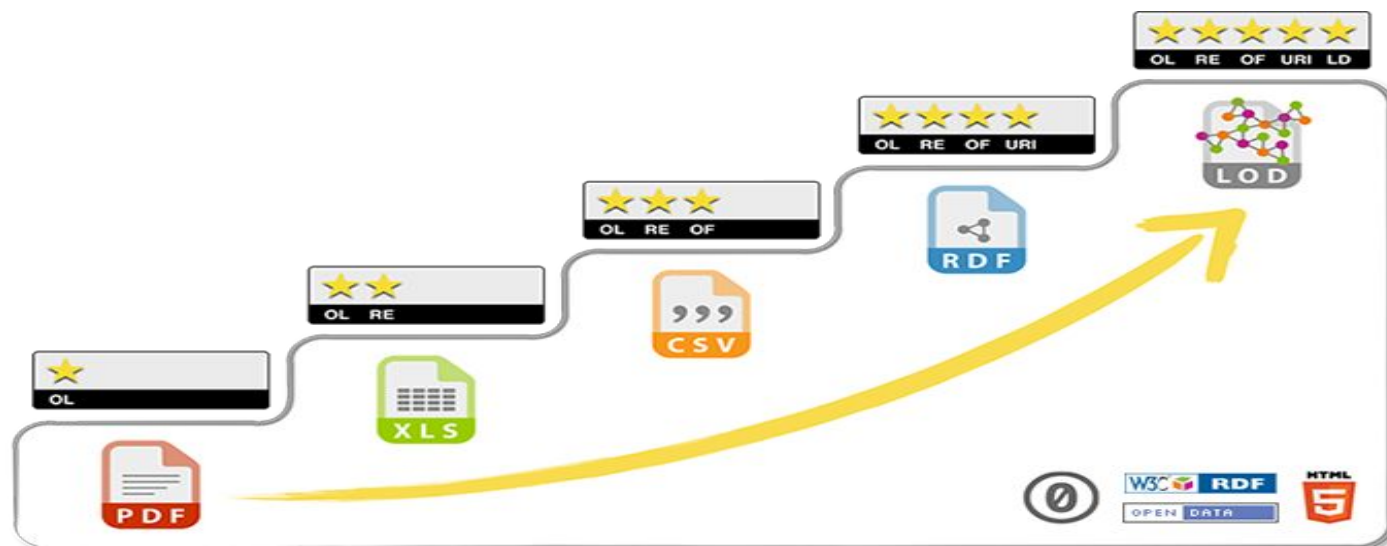 OL RE OF URI LD
LOD
OL RE OF URI
RDF
OL RE OF
CSV
OL RE
XLS
OL
PDF
0
W3C RDF
OPEN DATA
HTML
5